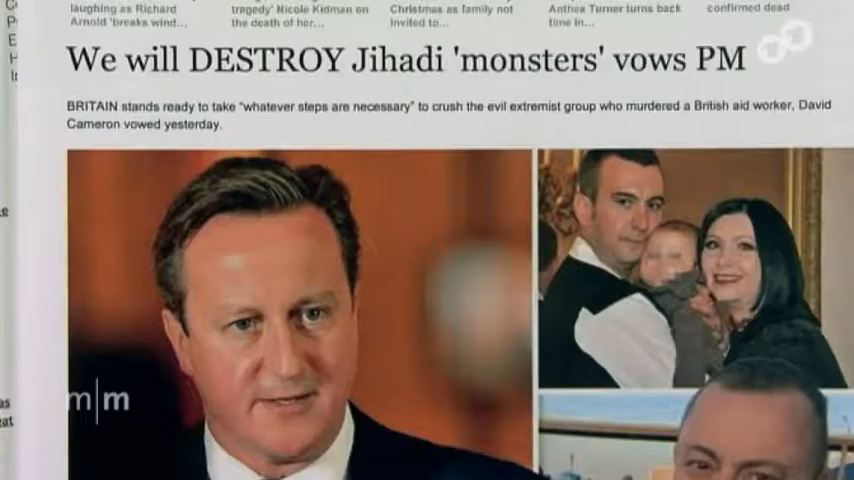 laughing as Richard
Arnold 'breaks wind...
tragedy' Nicole Kidman on
the death of her...
Christmas as family not
invited to...
Anthea Turner turns back
time in...
confirmed dead
We will DESTROY Jihadi 'monsters' vows PM
BRITAIN stands ready to take "whatever steps are necessary" to crush the evil extremist group who murdered a British aid worker, David
Cameron vowed yesterday.
m|m